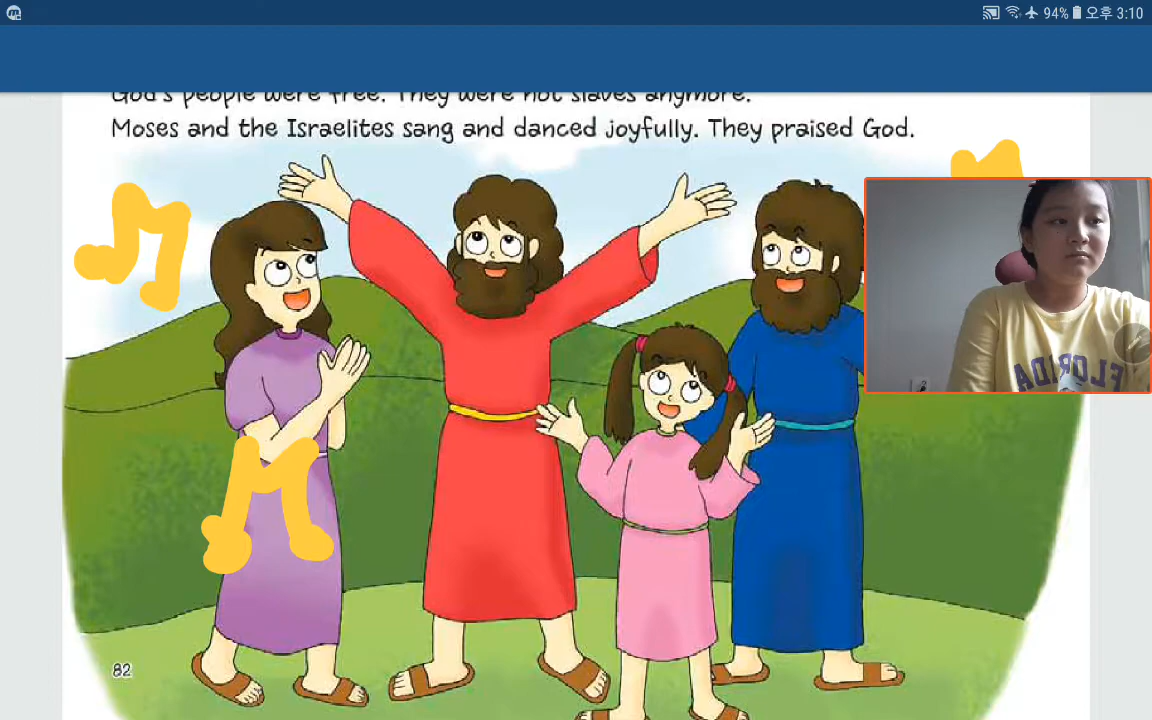 94% 오후 3:10
God's people were free. They were not slaves anymore.
Moses and the Israelites sang and danced joyfully. They praised God.
FLORIDA
82